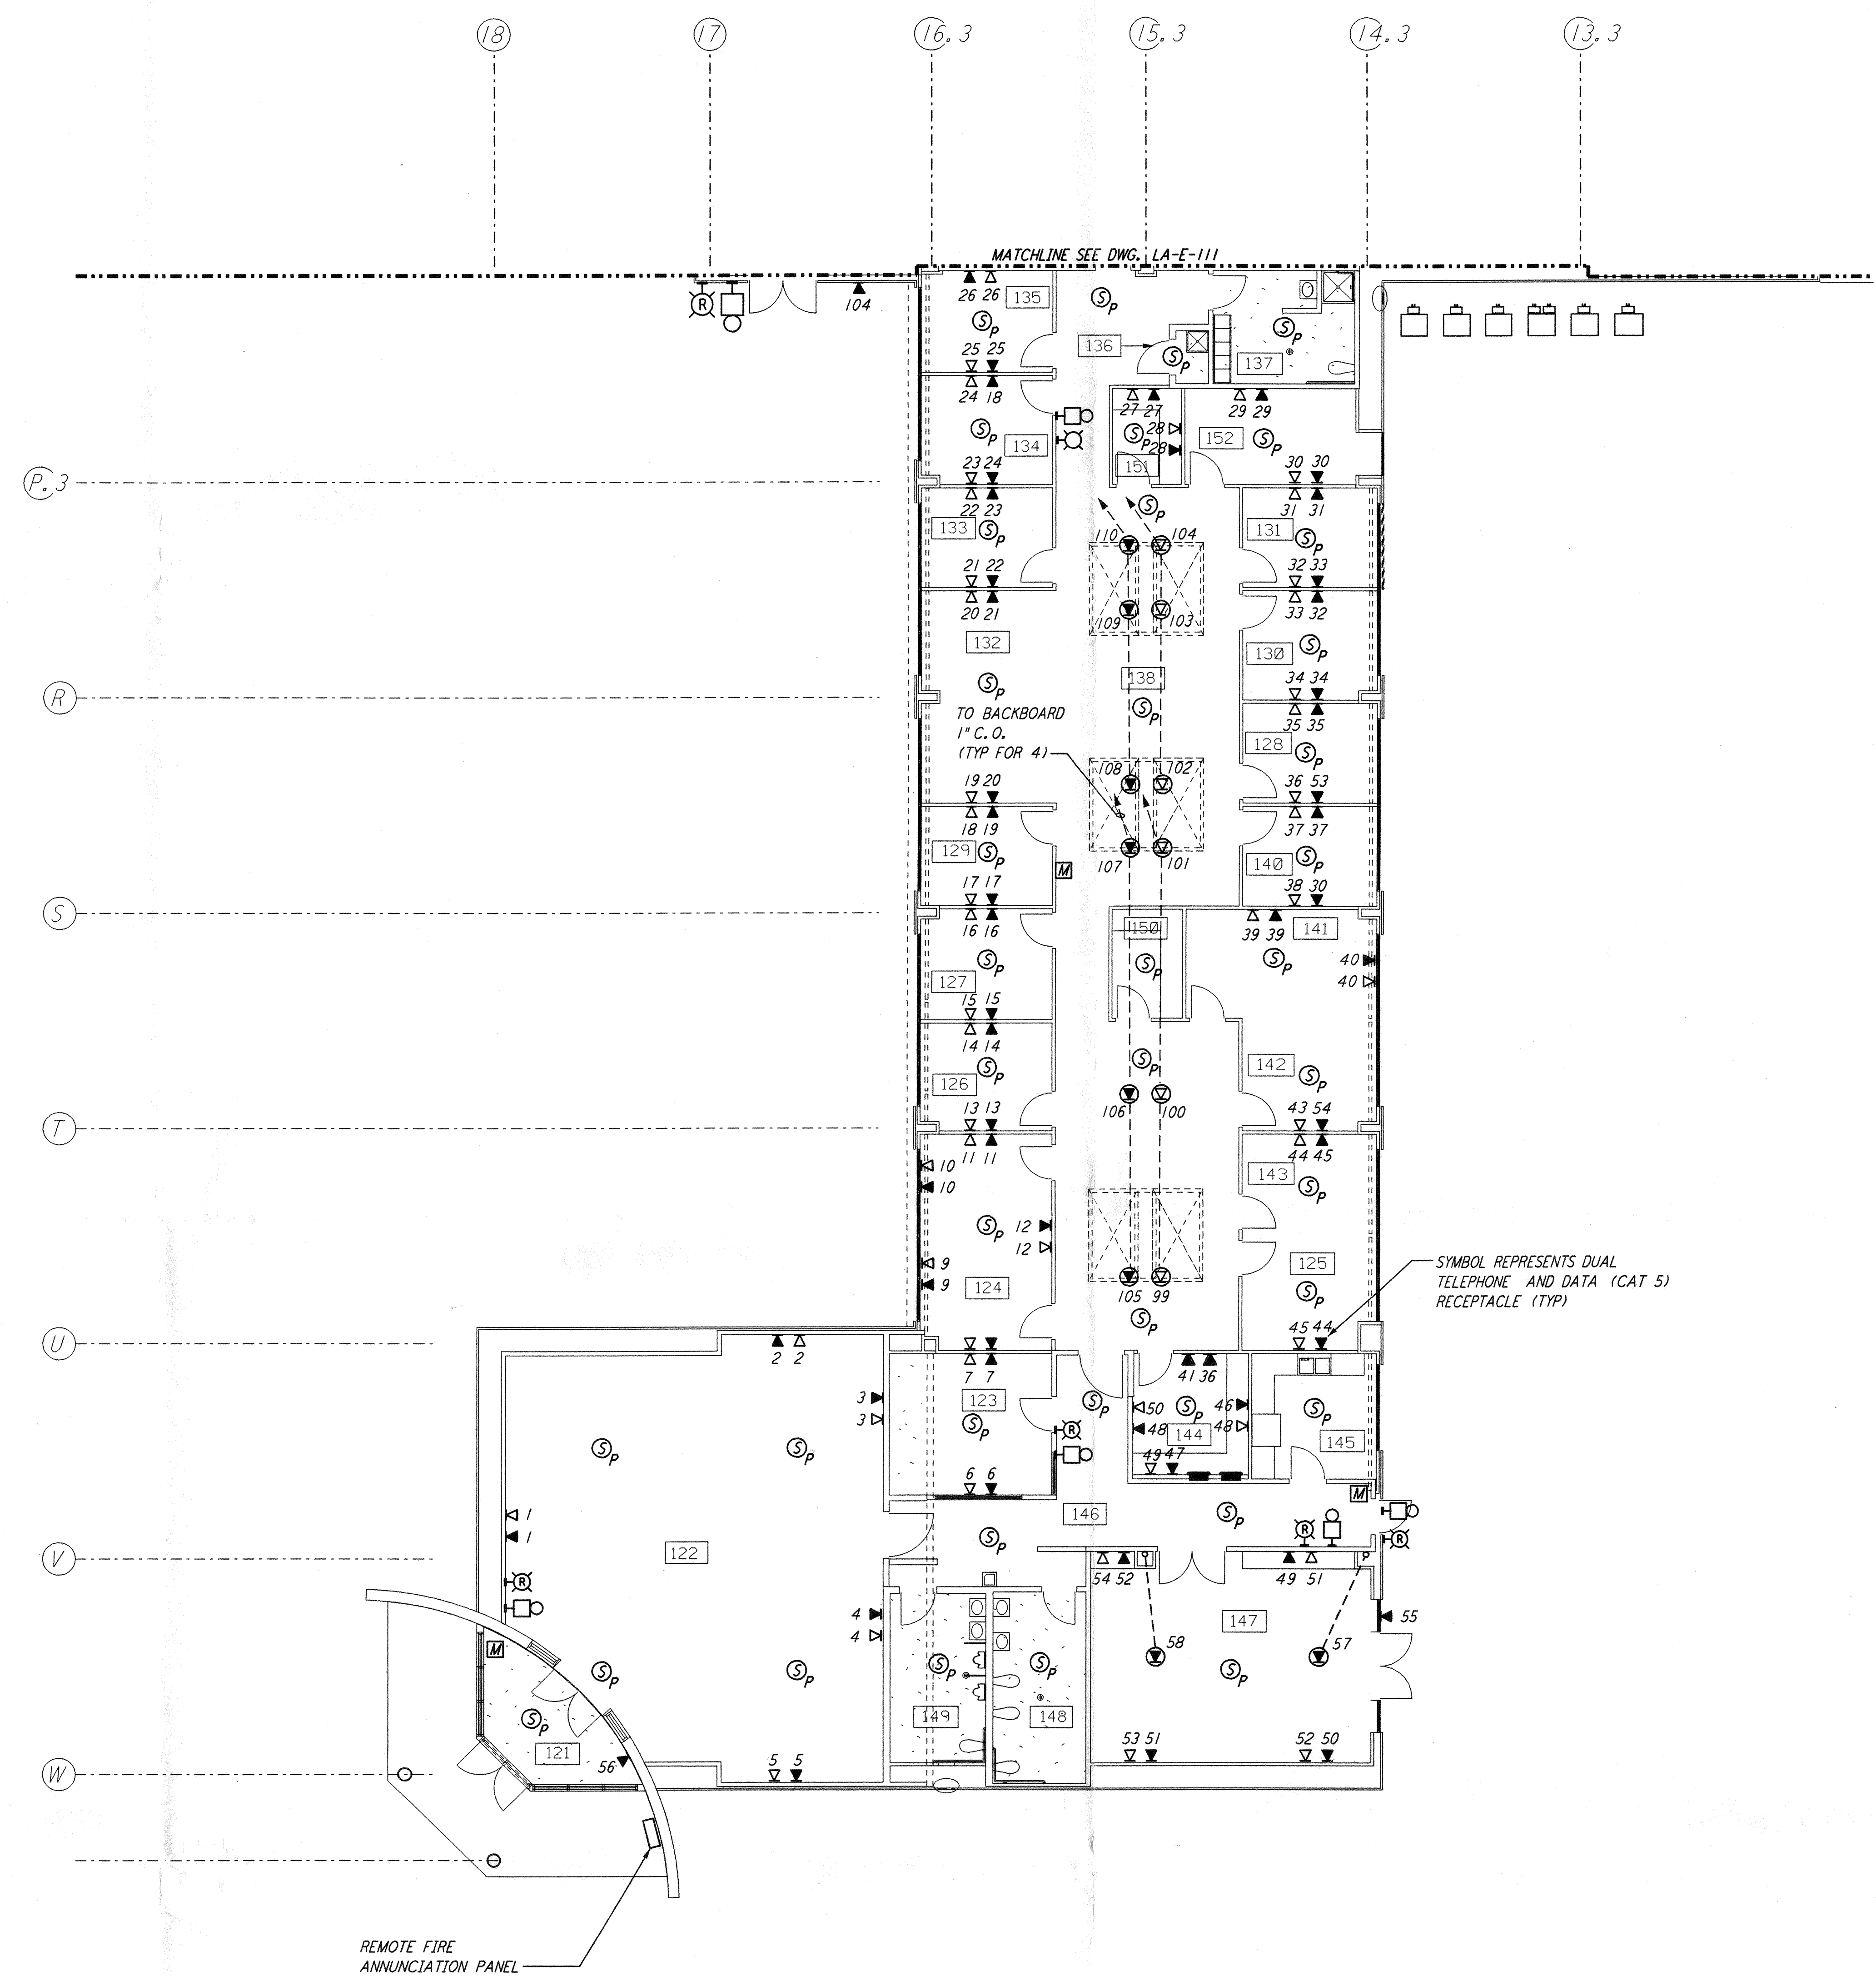 18 17 16.3 15.3 14.3 13.3
MATCHLINE SEE DWG. LA-E-111
R 104
26 26 135 S P
S P S P
136 S P 137
25 25
24 18
27 27 29 29
S P 134 S P 28 152 S P
28
151
P.3
23 24 30 30
22 23 S P 31 31
133 S P 131 S P
110 104
21 22 32 33
20 21 109 103 33 32
132 130 S P
138
S P 34 34
R
S P 35 35
TO BACKBOARD
1" C.O.
(TYP FOR 4)
128 S P
108 102
19 20 36 53
18 19 37 37
129 S P 107 101 140 S P
M
17 17 38 30
S
16 16 150 39 39 141
S P S P S P 40
127 40
15 15
14 14
S P S P 142 S P
126 106 100
13 13 43 54
T
11 11 44 45
10 143 S P
10
S P 12
12
9 125
9 124 S P
105 99
SYMBOL REPRESENTS DUAL
TELEPHONE AND DATA (CAT 5)
RECEPTACLE (TYP)
S P
U
45 44
2 2 7 7 41 36
3 123 S P 50 S P 46 S P
3 S P R 48 144 48 145
S P S P 49 47
6 6 M
1 146 S P R R
1 S P
V
122 54 52 49 51
R
4 147 55
4
M 58 57
S P S P S P S P S P
S P 149 148
121 56 5 5 53 51 52 50
W
REMOTE FIRE
ANNUNCIATION PANEL